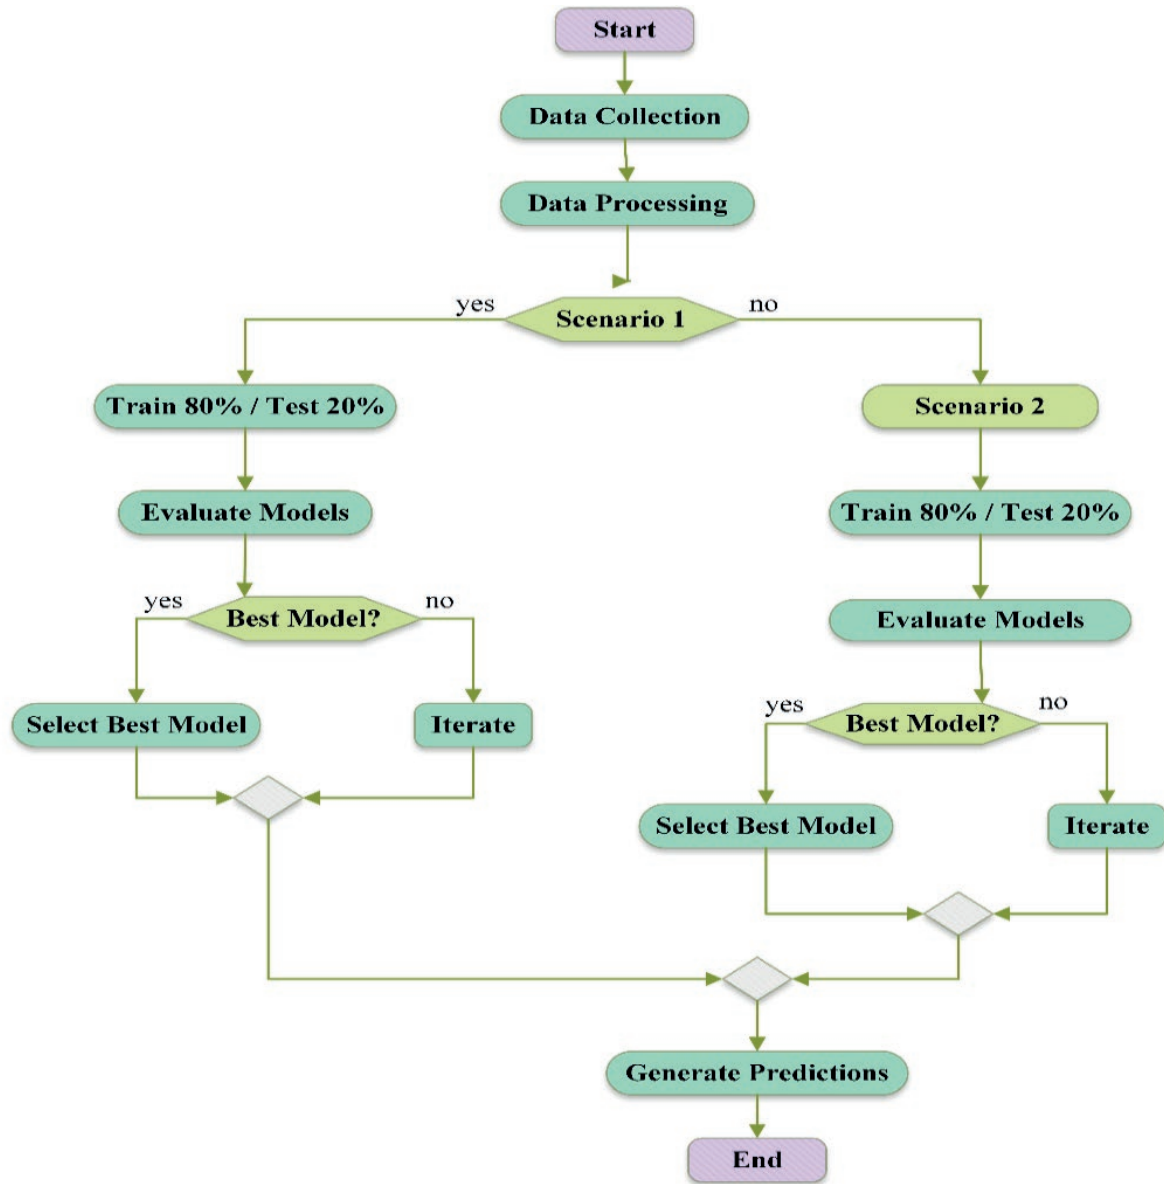 Start
Data Collection
Data Processing
yes
Scenario 1
no
Train 80% / Test 20%
Evaluate Models
yes
Best Model?
no
Select Best Model
Iterate
Scenario 2
Train 80% / Test 20%
Evaluate Models
yes
Best Model?
no
Select Best Model
Iterate
Generate Predictions
End